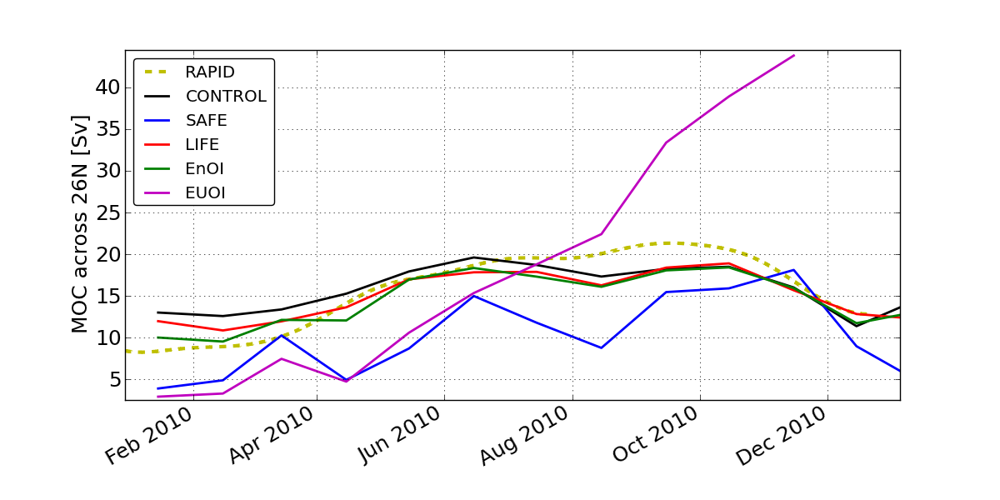 RAPID
CONTROL
SAFE
LIFE
EnOI
EUOI
MOC across 26N [Sv]
40
35
30
25
20
15
10
5
Feb 2010
Apr 2010
Jun 2010
Aug 2010
Oct 2010
Dec 2010